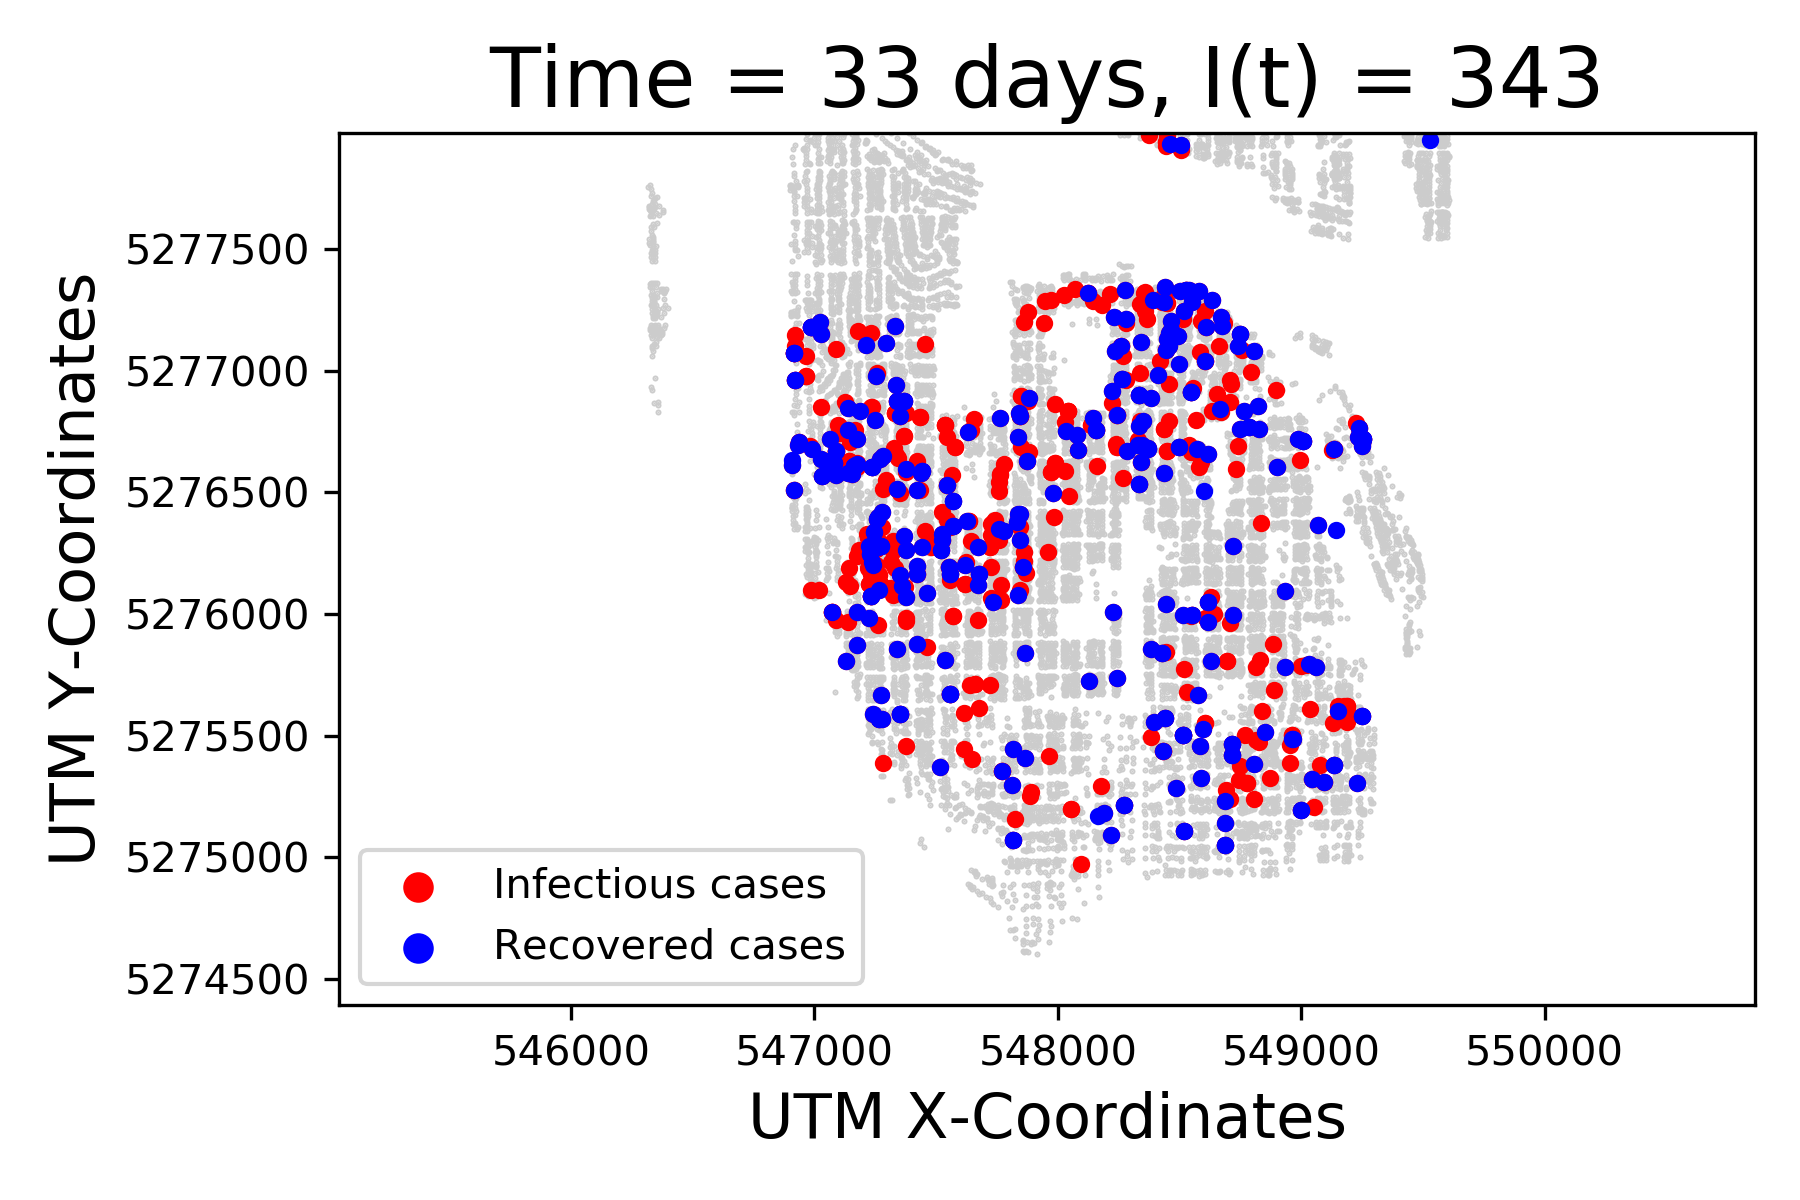 Time = 33 days, I(t) = 343
UTM Y-Coordinates
5277500
5277000
5276500
5276000
5275500
5275000
5274500
Infectious cases
Recovered cases
546000 547000 548000 549000 550000
UTM X-Coordinates